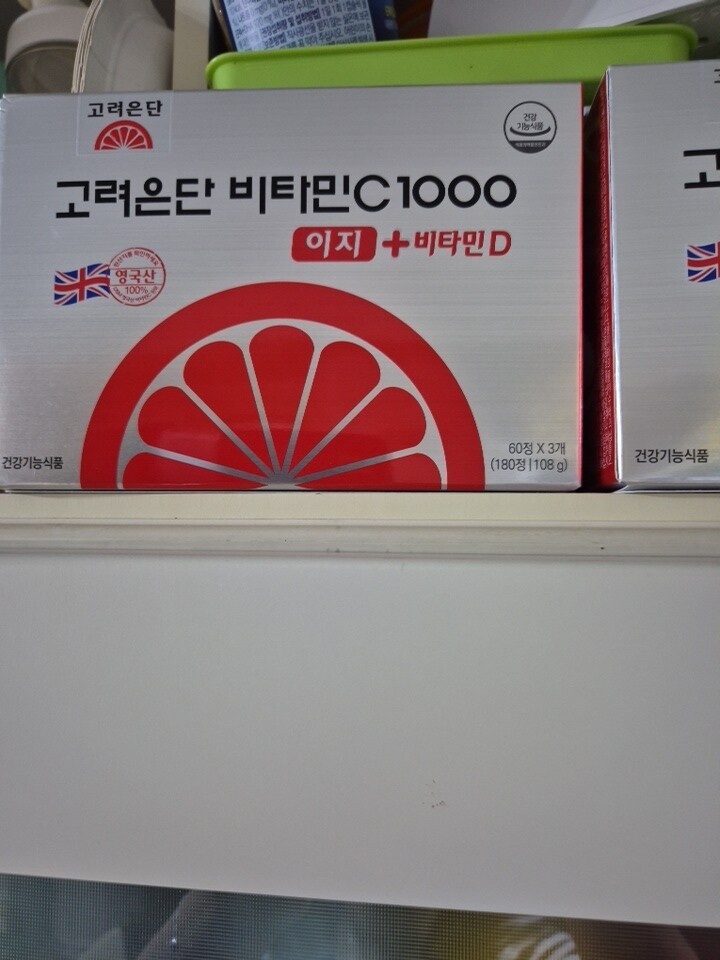 고려은단
건강
기능식품
고려은단 비타민C1000
이지 + 비타민D
영국산
100%
60정 X 3개
(180정 | 108 g)
건강기능식품
건강기능식품